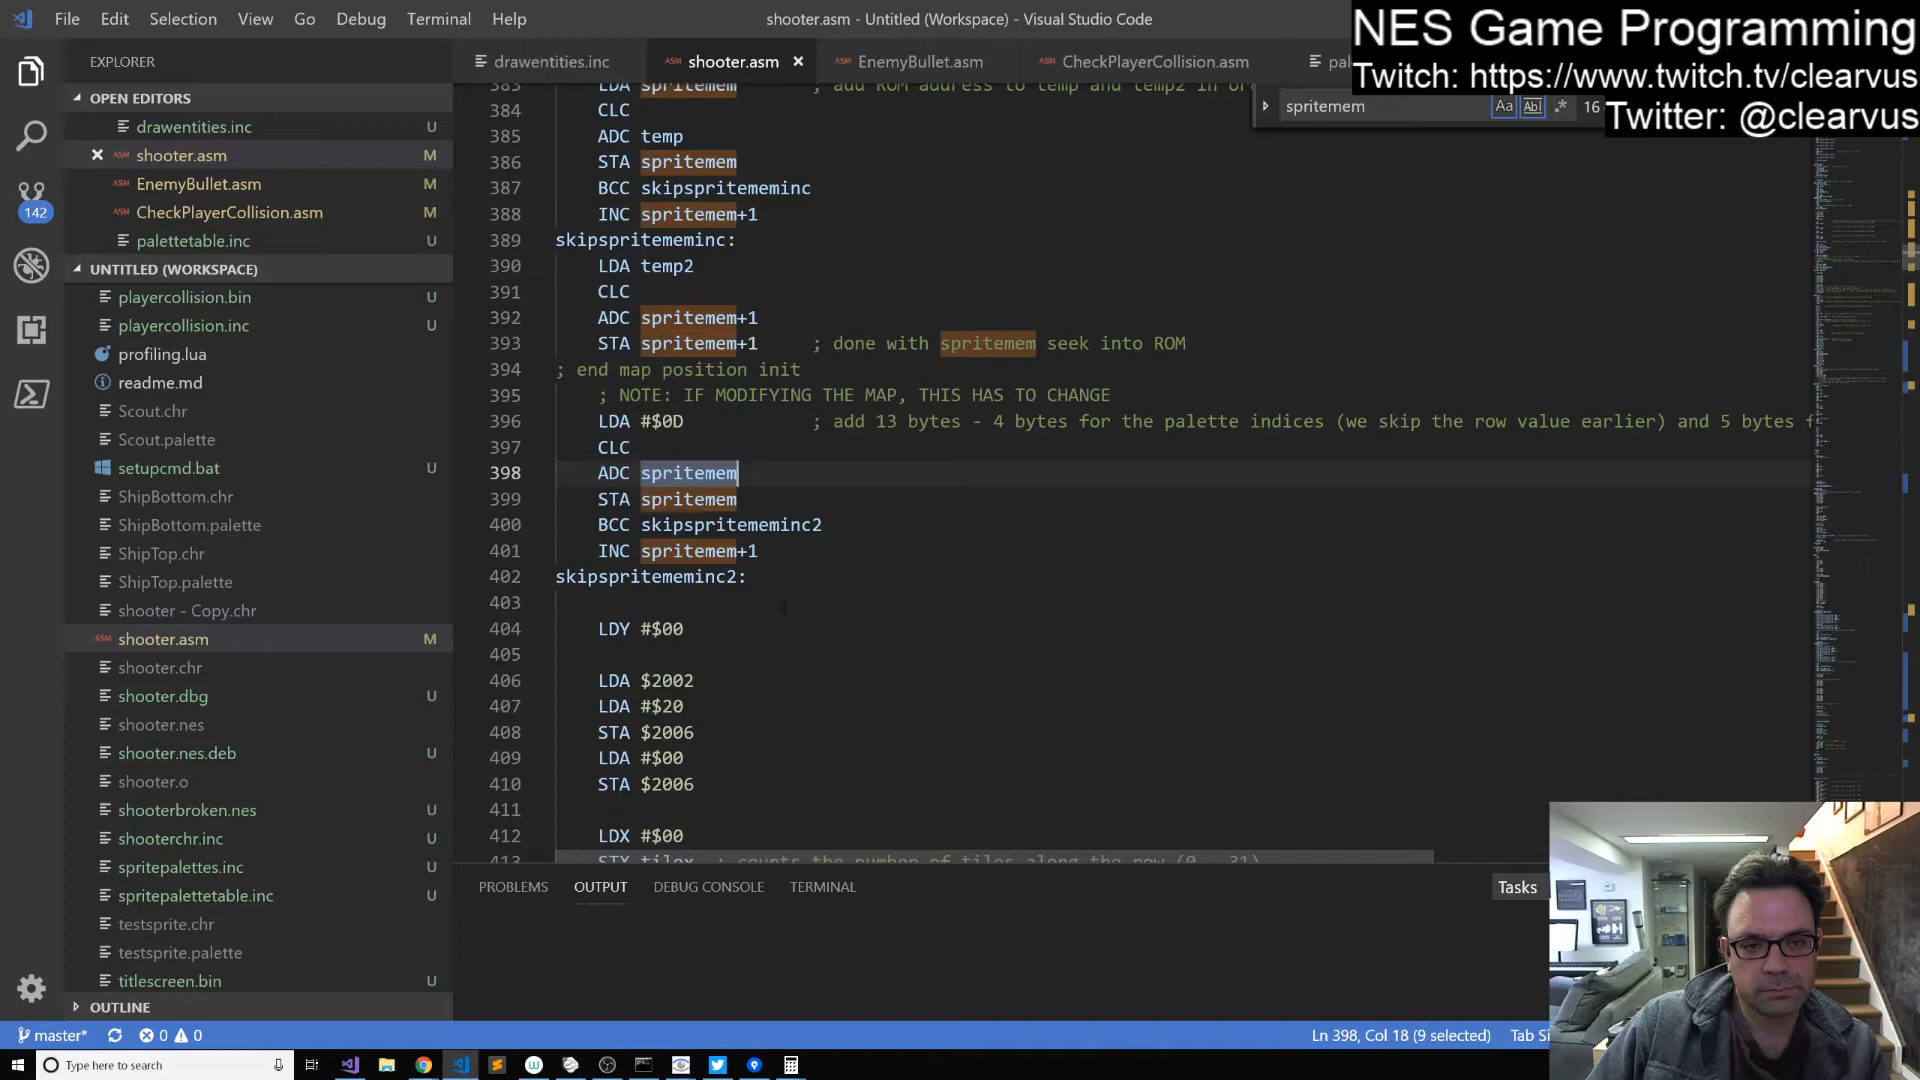 File Edit Selection View Go Debug Terminal Help
shooter.asm - Untitled (Workspace) - Visual Studio Code
NES Game Programming
Twitch: https://www.twitch.tv/clearvus
Twitter: @clearvus
EXPLORER
OPEN EDITORS
drawentities.inc U
shooter.asm M
EnemyBullet.asm M
CheckPlayerCollision.asm M
palettetable.inc U
UNTITLED (WORKSPACE)
playercollision.bin U
playercollision.inc U
profiling.lua
readme.md
Scout.chr
Scout.palette
setupcmd.bat U
ShipBottom.chr
ShipBottom.palette
ShipTop.chr
ShipTop.palette
shooter - Copy.chr
shooter.asm M
shooter.chr
shooter.dbg U
shooter.nes
shooter.nes.deb U
shooter.o
shooterbroken.nes U
shooterchr.inc U
spritepalettes.inc U
spritepalettetable.inc U
testsprite.chr
testsprite.palette
titlescreen.bin U
OUTLINE
142
drawentities.inc
ASM shooter.asm
ASM EnemyBullet.asm
ASM CheckPlayerCollision.asm
spritemem Aa Abl .* 16
383 LDA spritemem ; add ROM address to temp and temp2 in
384 CLC
385 ADC temp
386 STA spritemem
387 BCC skipspritememinc
388 INC spritemem+1
389 skipspritememinc:
390 LDA temp2
391 CLC
392 ADC spritemem+1
393 STA spritemem+1 ; done with spritemem seek into ROM
394 ; end map position init
395 ; NOTE: IF MODIFYING THE MAP, THIS HAS TO CHANGE
396 LDA #$0D ; add 13 bytes - 4 bytes for the palette indices (we skip the row value earlier) and 5 bytes f
397 CLC
398 ADC spritemem
399 STA spritemem
400 BCC skipspritememinc2
401 INC spritemem+1
402 skipspritememinc2:
403
404 LDY #$00
405
406 LDA $2002
407 LDA #$20
408 STA $2006
409 LDA #$00
410 STA $2006
411
412 LDX #$00
413 STX tilex ; counts the number of tiles along the row (0 - 31)
PROBLEMS OUTPUT DEBUG CONSOLE TERMINAL
Tasks
master* 0 0
Ln 398, Col 18 (9 selected) Tab Si
Type here to search